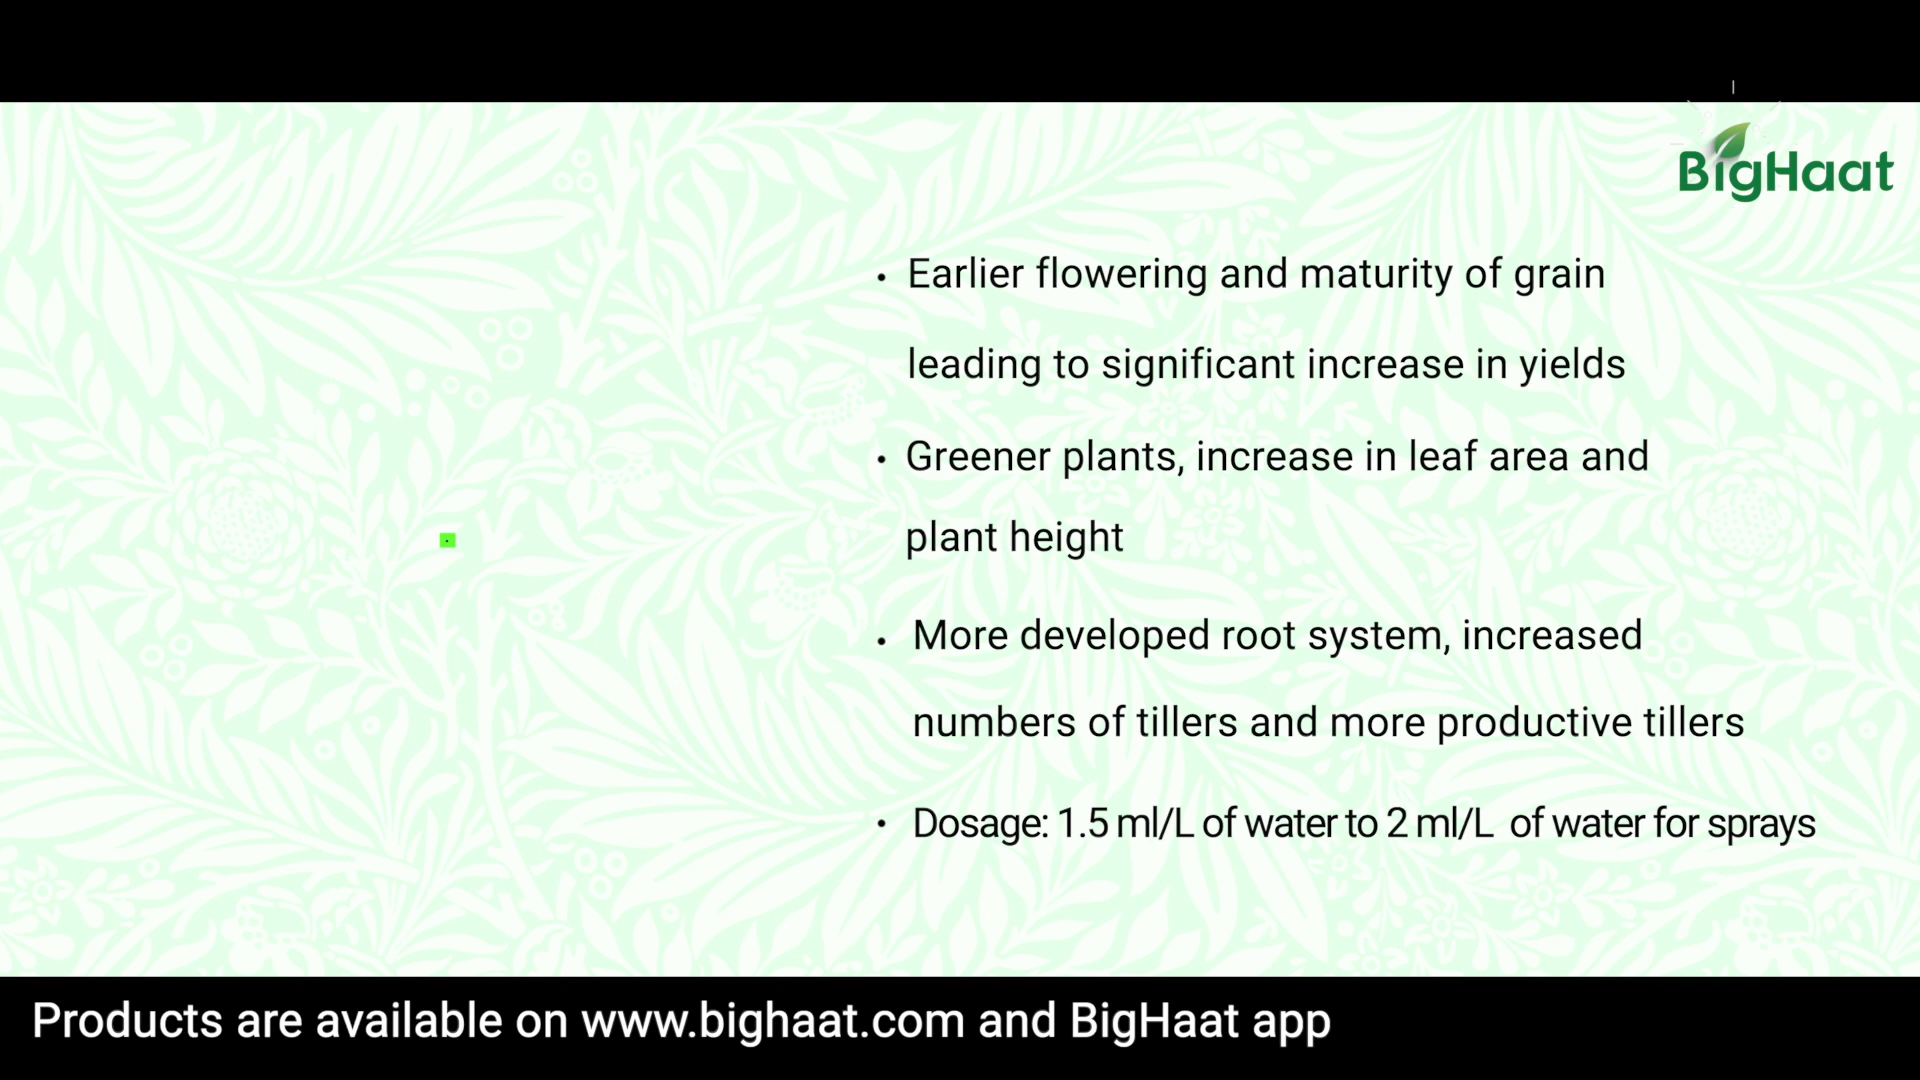 BigHaat
• Earlier flowering and maturity of grain
leading to significant increase in yields
• Greener plants, increase in leaf area and
plant height
• More developed root system, increased
numbers of tillers and more productive tillers
• Dosage: 1.5 ml/L of water to 2 ml/L of water for sprays
Products are available on www.bighaat.com and BigHaat app